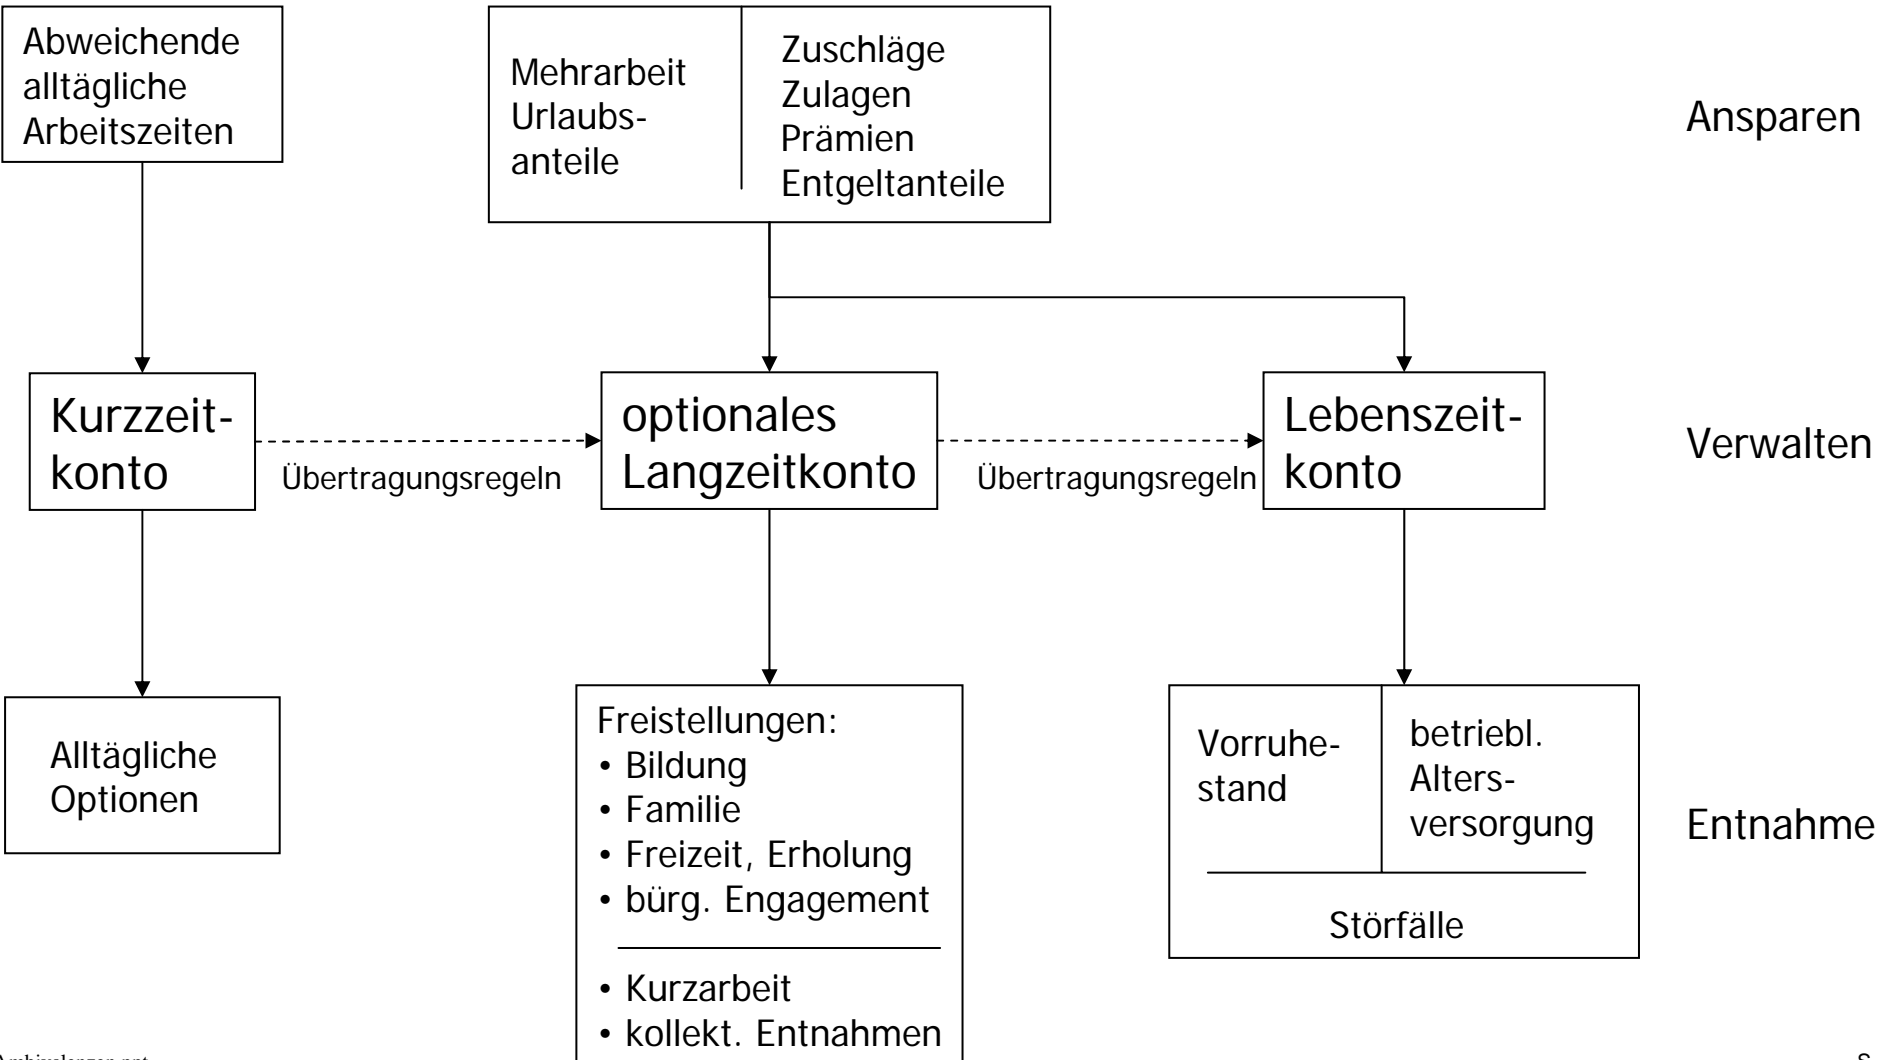 Abweichende
alltägliche
Arbeitszeiten
Mehrarbeit
Urlaubs-
anteile
Zuschläge
Zulagen
Prämien
Entgeltanteile
Ansparen
Kurzzeit-
konto
Übertragungsregeln
optionales
Langzeitkonto
Übertragungsregeln
Lebenszeit-
konto
Verwalten
Alltägliche
Optionen
Freistellungen:
• Bildung
• Familie
• Freizeit, Erholung
• bürg. Engagement
• Kurzarbeit
• kollekt. Entnahmen
Vorruhe-
stand
betriebl.
Alters-
versorgung
Störfälle
Entnahme